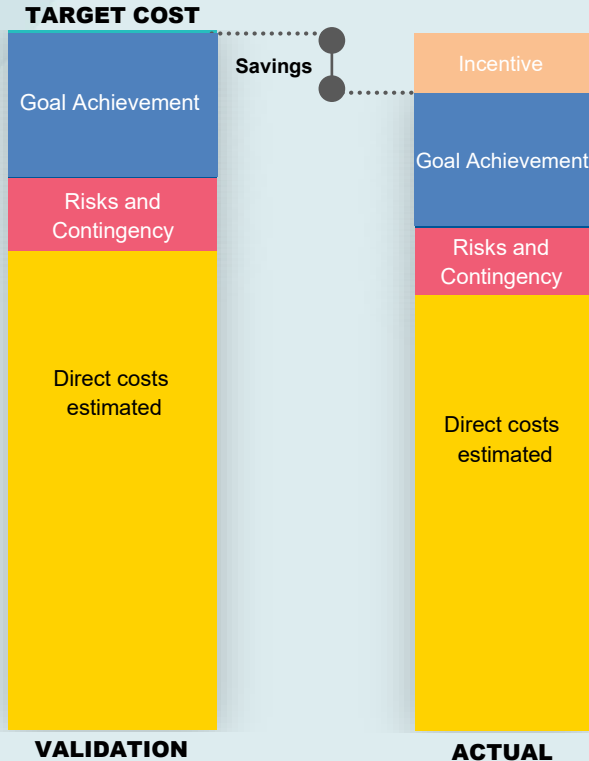 TARGET COST
Savings
Goal Achievement
Risks and
Contingency
Direct costs
estimated
VALIDATION
Incentive
Goal Achievement
Risks and
Contingency
Direct costs
estimated
ACTUAL